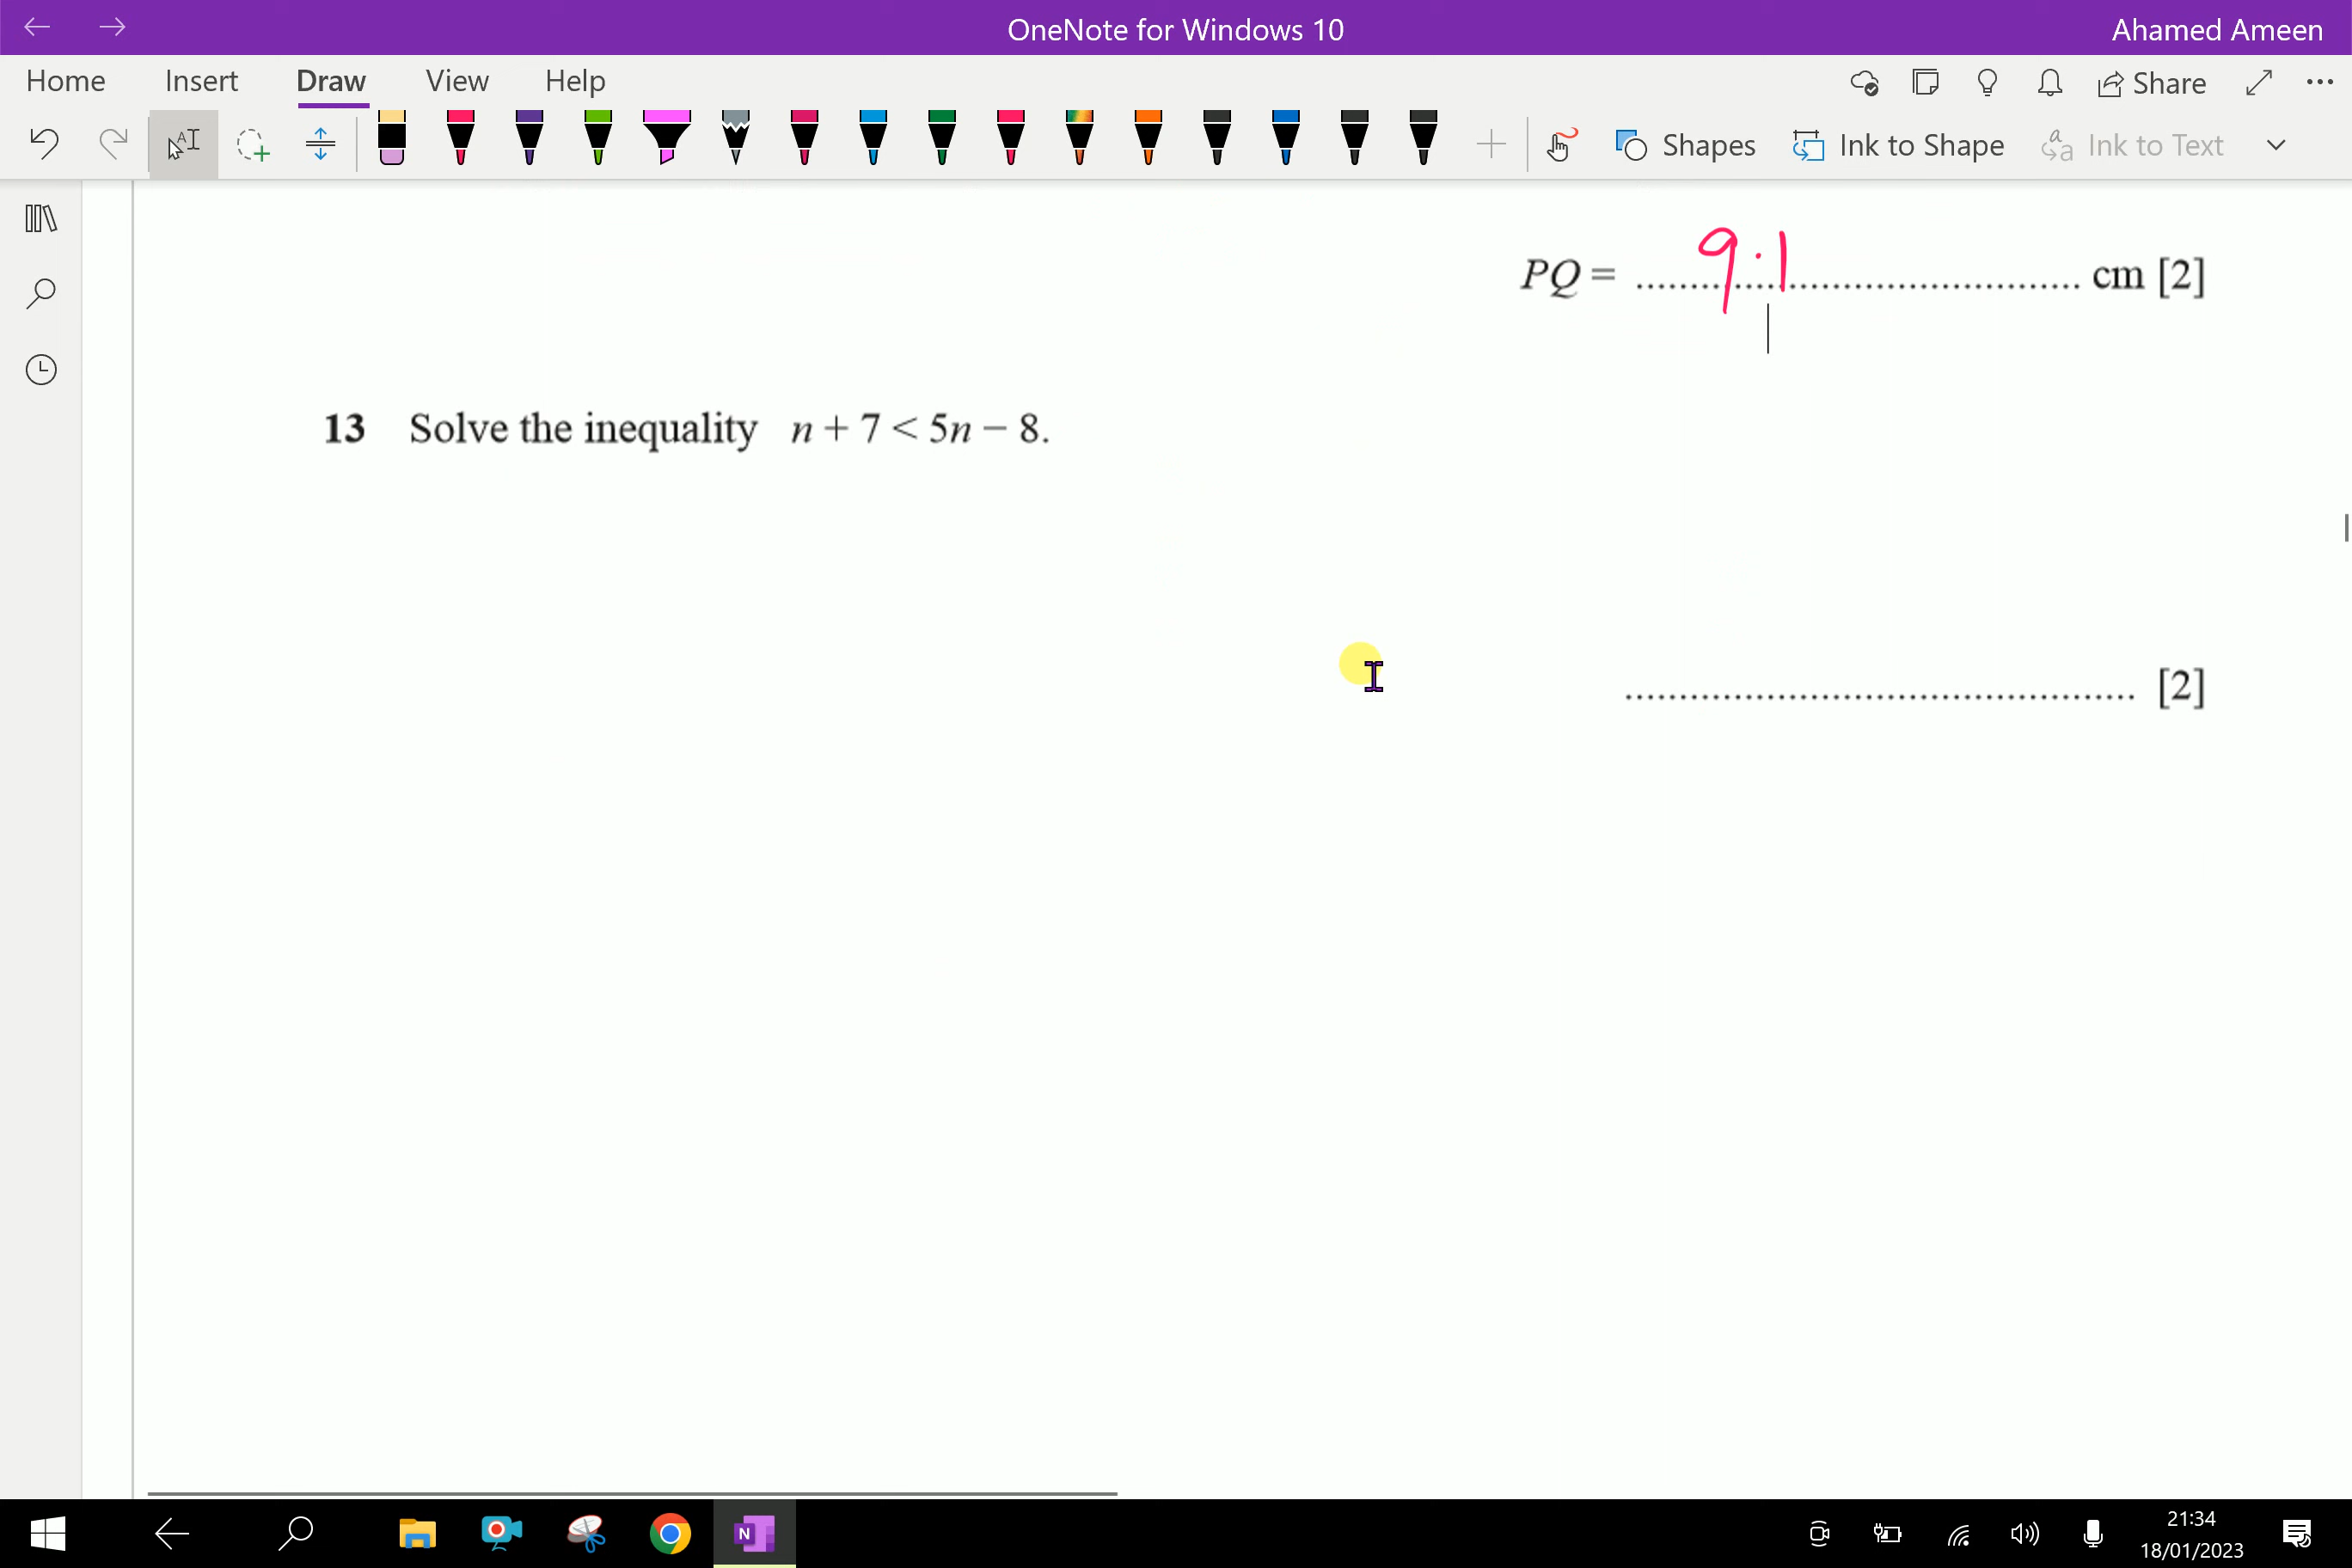 OneNote for Windows 10
Ahamed Ameen
Home Insert Draw View Help
Share
Shapes Ink to Shape Ink to Text
PQ = 9.1 cm [2]
13 Solve the inequality n + 7 < 5n − 8.
.............................................. [2]
21:34
18/01/2023